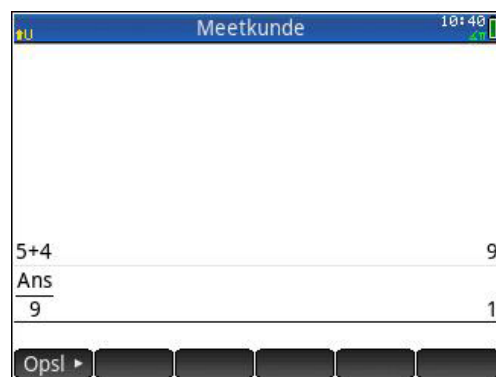 ↑U Meetkunde 10:40
∡π
5+4 9
Ans
9 1
Opsl ▸